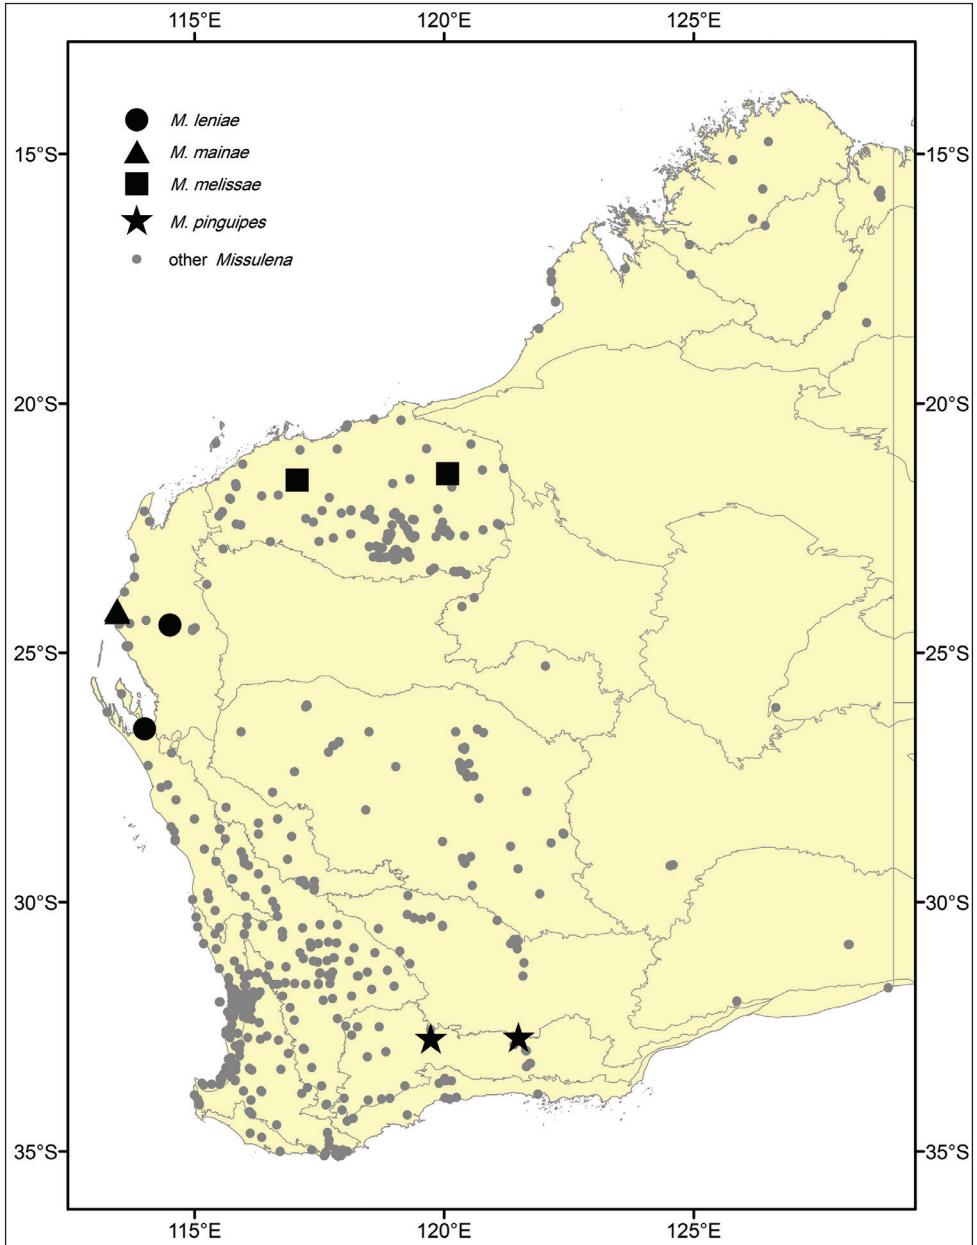 115°E 120°E 125°E
M. leniae
M. mainae
M. melissae
M. pinguipes
other Missulena
15°S 15°S
20°S 20°S
25°S 25°S
30°S 30°S
35°S 35°S
115°E 120°E 125°E